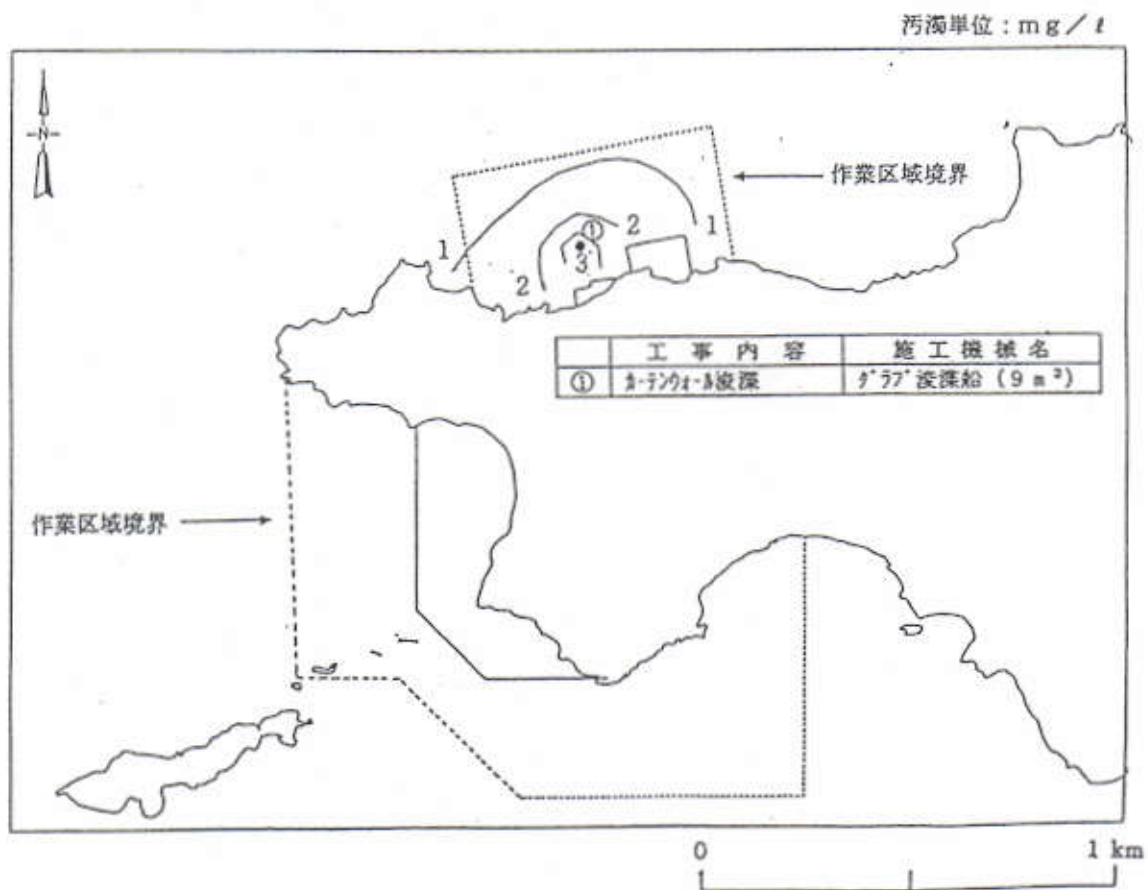 汚濁単位：mg／ℓ
N
作業区域境界
1
2
①
1
3
2
工事内容 施工機械名
① カーテンウォール浚渫 グラブ浚渫船（9m³）
作業区域境界
0 1 km